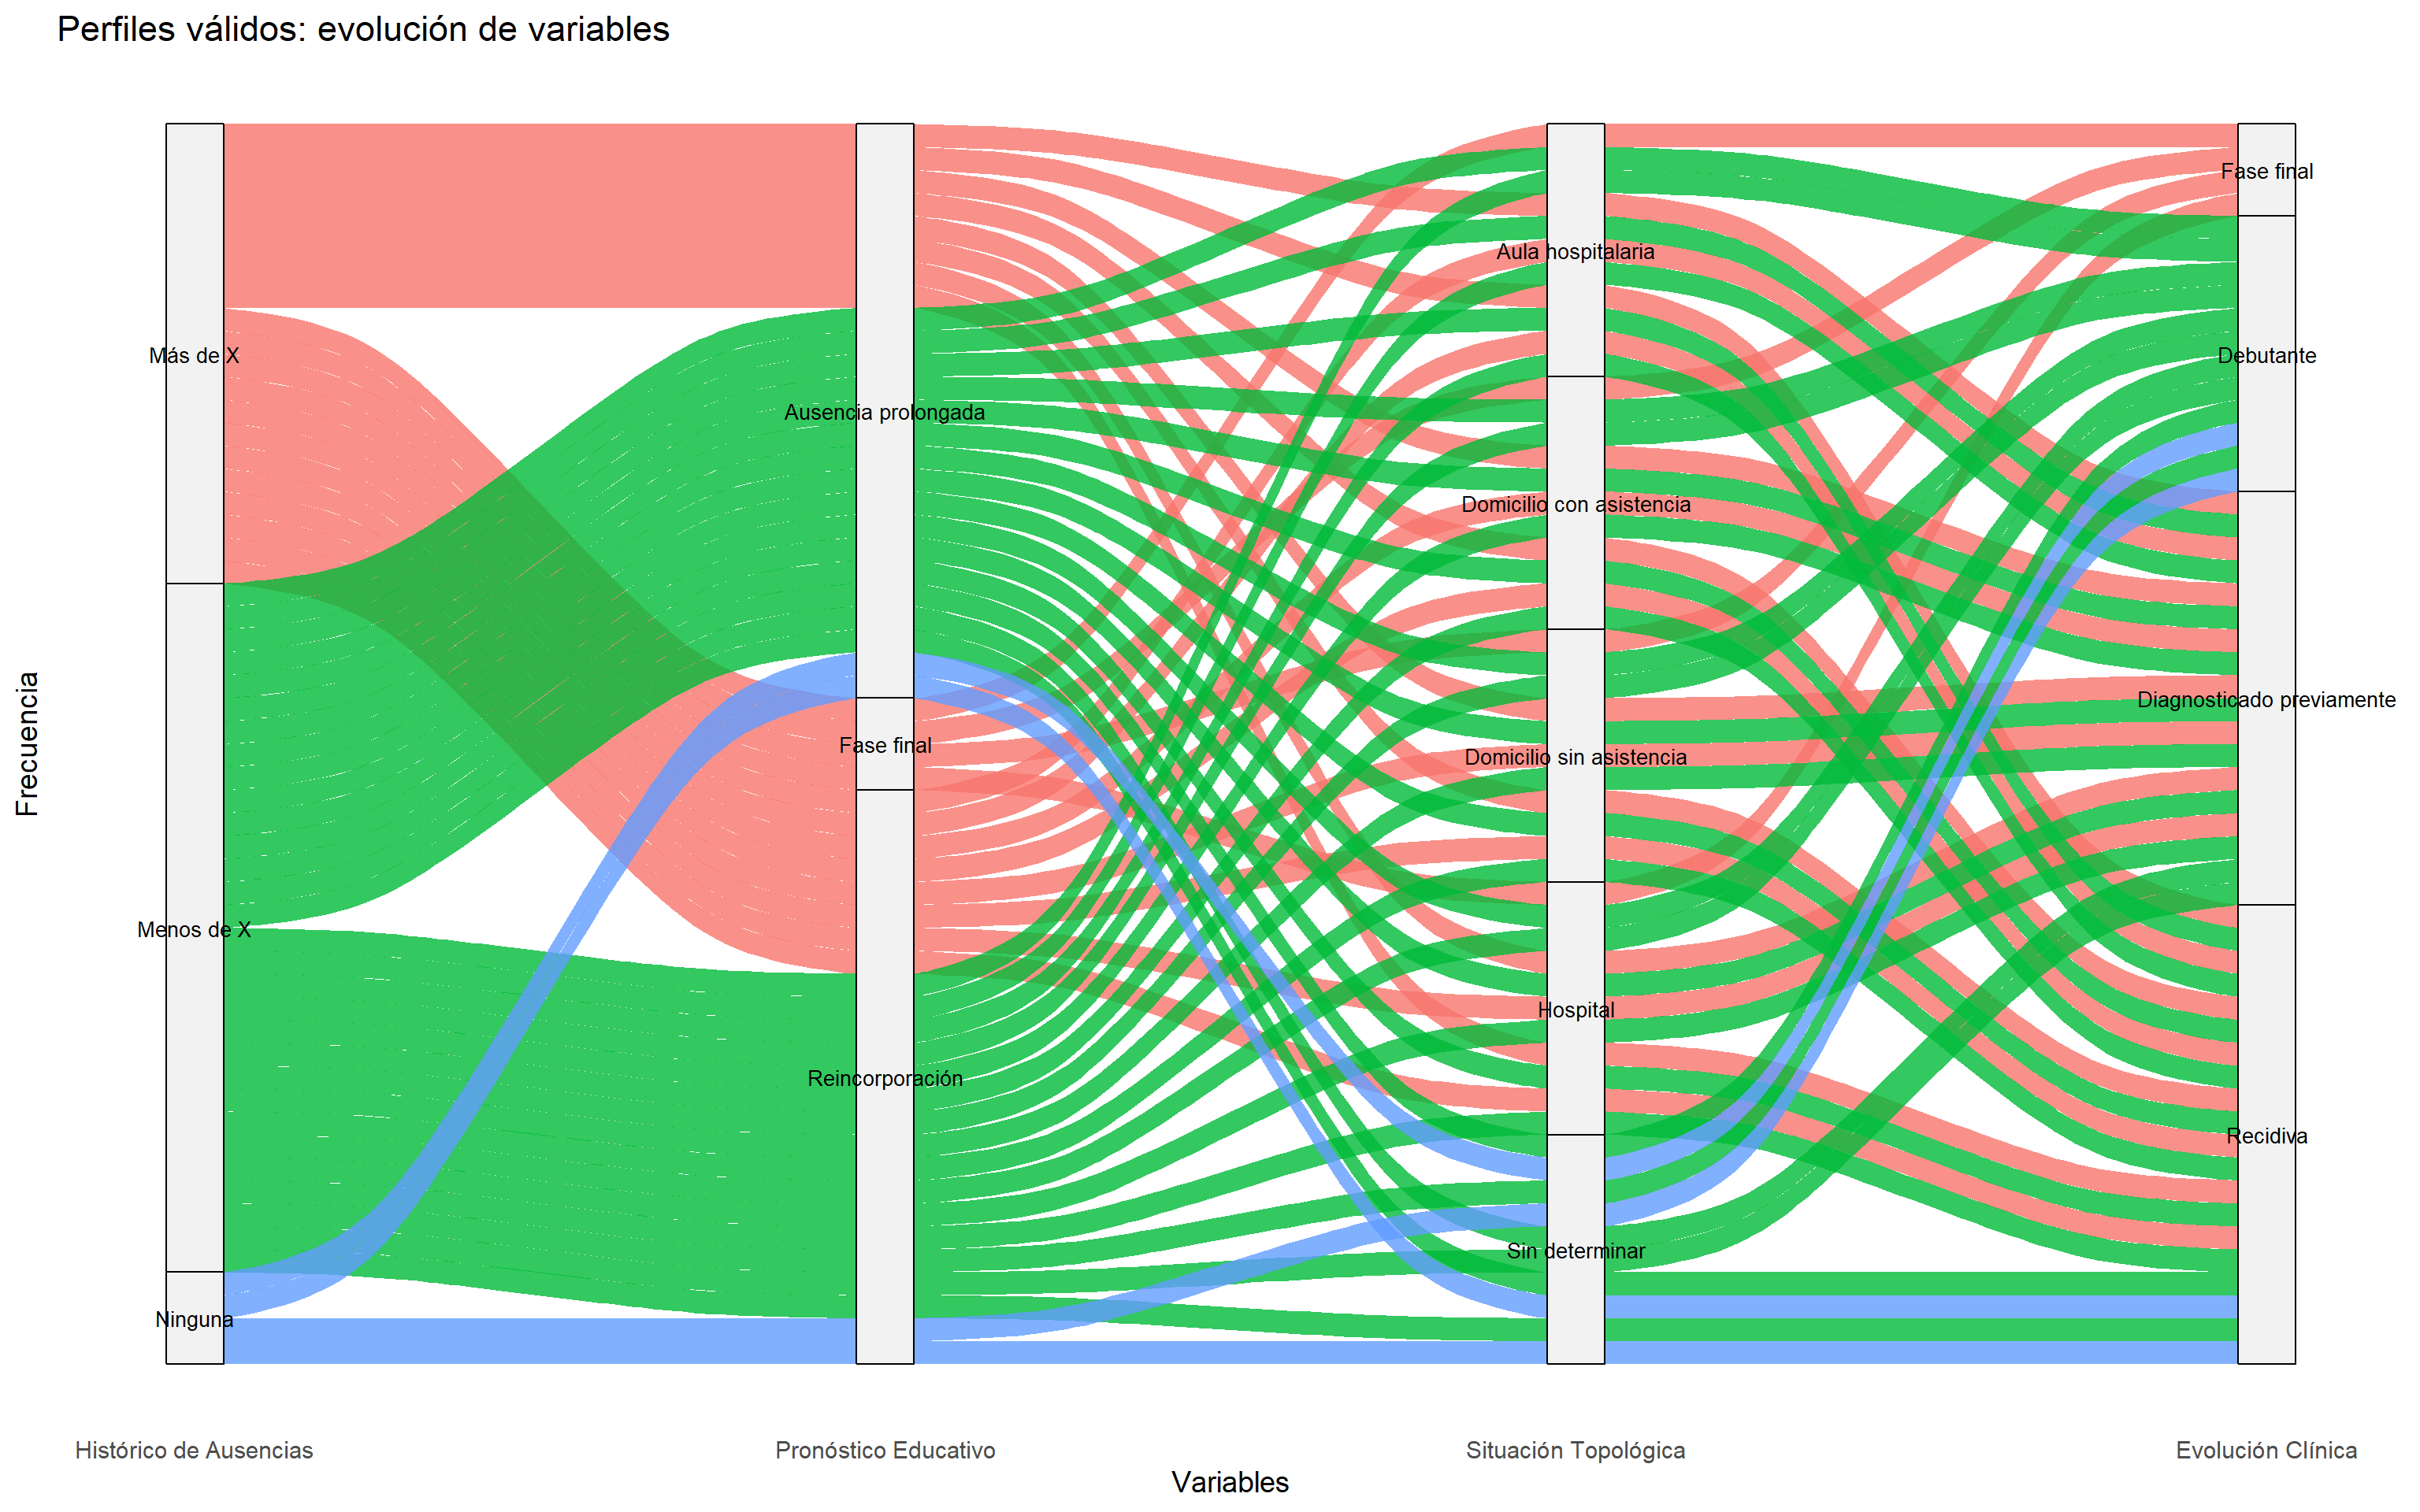 Perfiles válidos: evolución de variables
Frecuencia
Más de X
Menos de X
Ninguna
Ausencia prolongada
Fase final
Reincorporación
Aula hospitalaria
Domicilio con asistencia
Domicilio sin asistencia
Hospital
Sin determinar
Fase final
Debutante
Diagnosticado previamente
Recidiva
Histórico de Ausencias
Pronóstico Educativo
Situación Topológica
Evolución Clínica
Variables